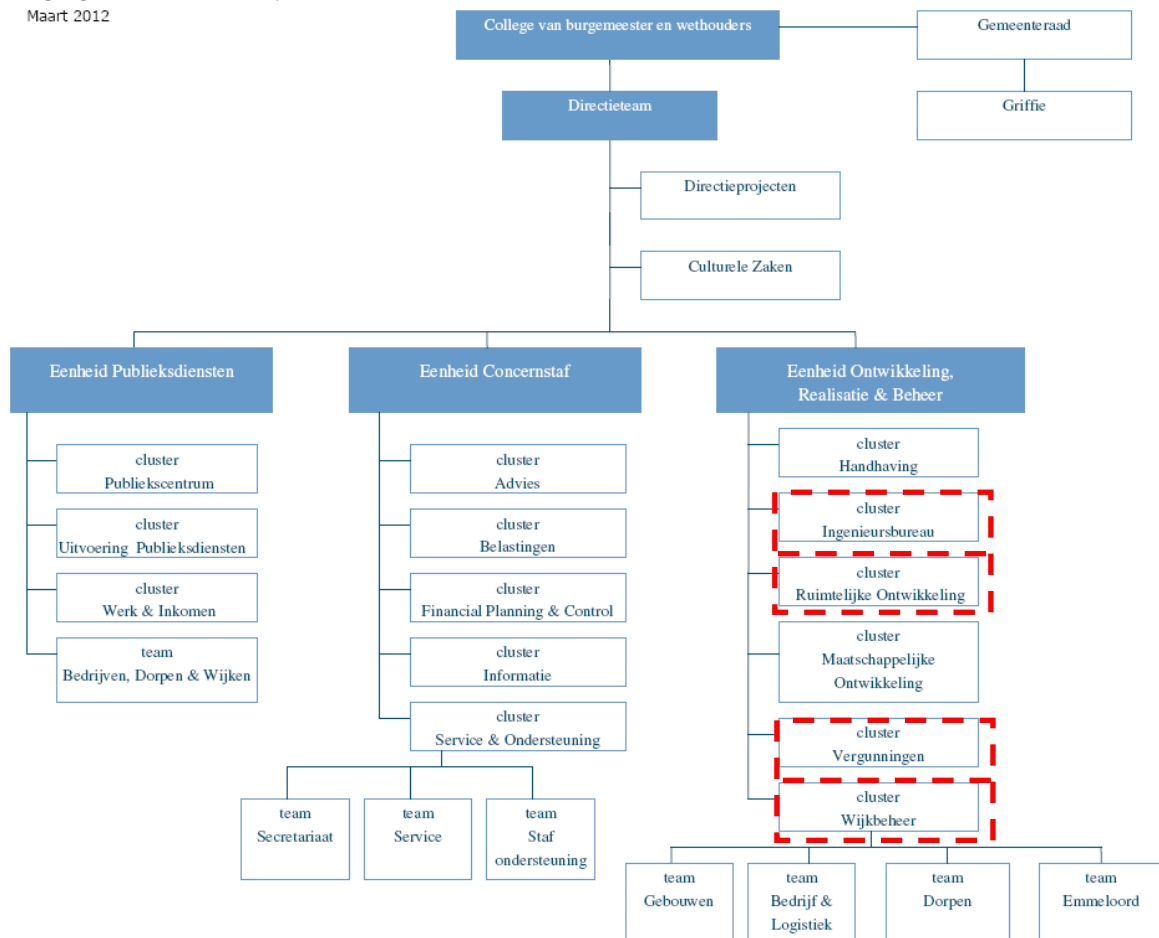 Maart 2012
College van burgemeester en wethouders
Gemeenteraad
Directieteam
Griffie
Directieprojecten
Culturele Zaken
Eenheid Publieksdiensten
cluster
Publiekscentrum
cluster
Uitvoering Publieksdiensten
cluster
Werk & Inkomen
team
Bedrijven, Dorpen & Wijken
Eenheid Concernstaf
cluster
Advies
cluster
Belastingen
cluster
Financial Planning & Control
cluster
Informatie
cluster
Service & Ondersteuning
team
Secretariaat
team
Service
team
Staf
ondersteuning
Eenheid Ontwikkeling,
Realisatie & Beheer
cluster
Handhaving
cluster
Ingenieursbureau
cluster
Ruimtelijke Ontwikkeling
cluster
Maatschappelijke
Ontwikkeling
cluster
Vergunningen
cluster
Wijkbeheer
team
Gebouwen
team
Bedrijf &
Logistiek
team
Dorpen
team
Emmeloord